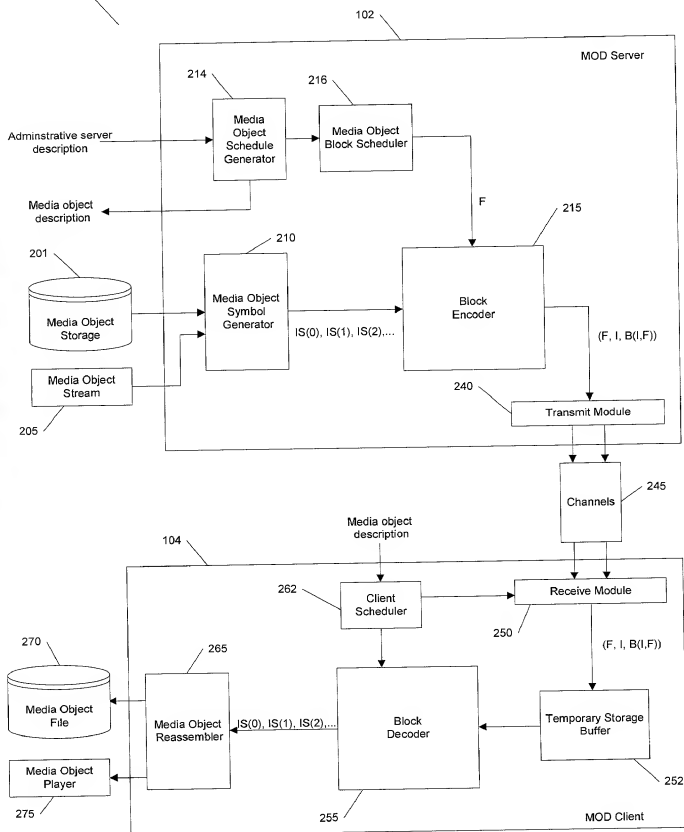 102
MOD Server
214
216
Media
Object
Schedule
Generator
Media Object
Block Scheduler
Adminstrative server
description
Media object
description
F
210
215
201
Media Object
Storage
Media Object
Symbol
Generator
IS(0), IS(1), IS(2),...
Block
Encoder
(F, I, B(I,F))
Media Object
Stream
205
240
Transmit Module
Channels
245
Media object
description
104
262
Client
Scheduler
Receive Module
250
(F, I, B(I,F))
270
265
Media Object
File
Media Object
Reassembler
IS(0), IS(1), IS(2),...
Block
Decoder
Temporary Storage
Buffer
252
Media Object
Player
275
255
MOD Client